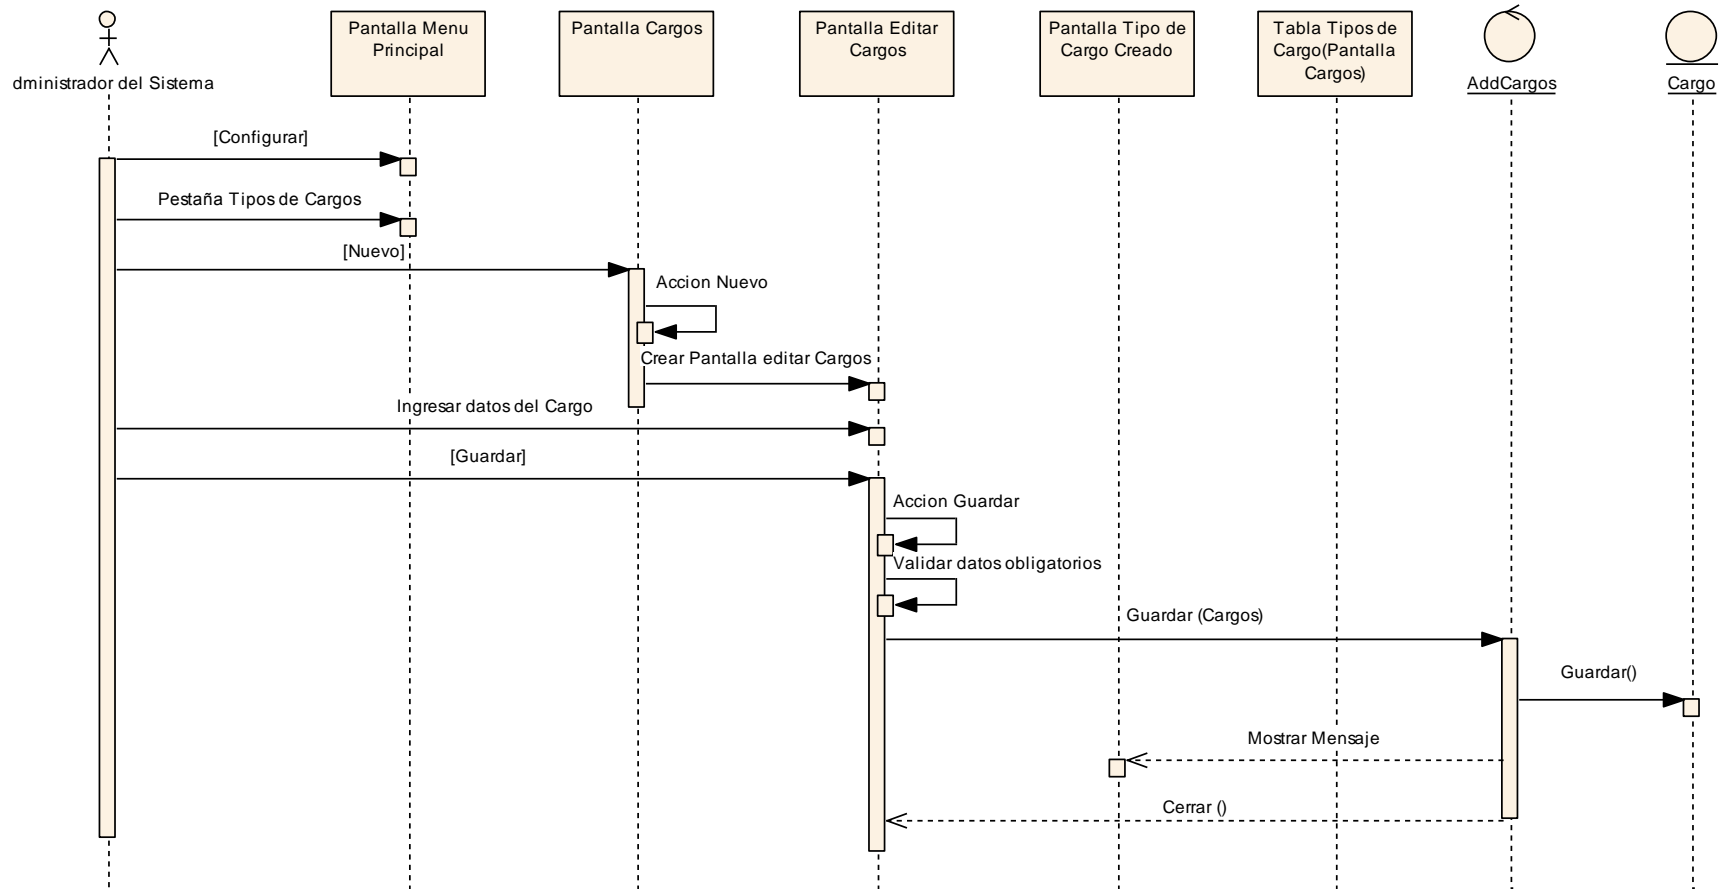 dministrador del Sistema
Pantalla Menu
Principal
Pantalla Cargos
Pantalla Editar
Cargos
Pantalla Tipo de
Cargo Creado
Tabla Tipos de
Cargo(Pantalla
Cargos)
AddCargos
Cargo
[Configurar]
Pestaña Tipos de Cargos
[Nuevo]
Accion Nuevo
Crear Pantalla editar Cargos
Ingresar datos del Cargo
[Guardar]
Accion Guardar
Validar datos obligatorios
Guardar (Cargos)
Guardar()
Mostrar Mensaje
Cerrar ()